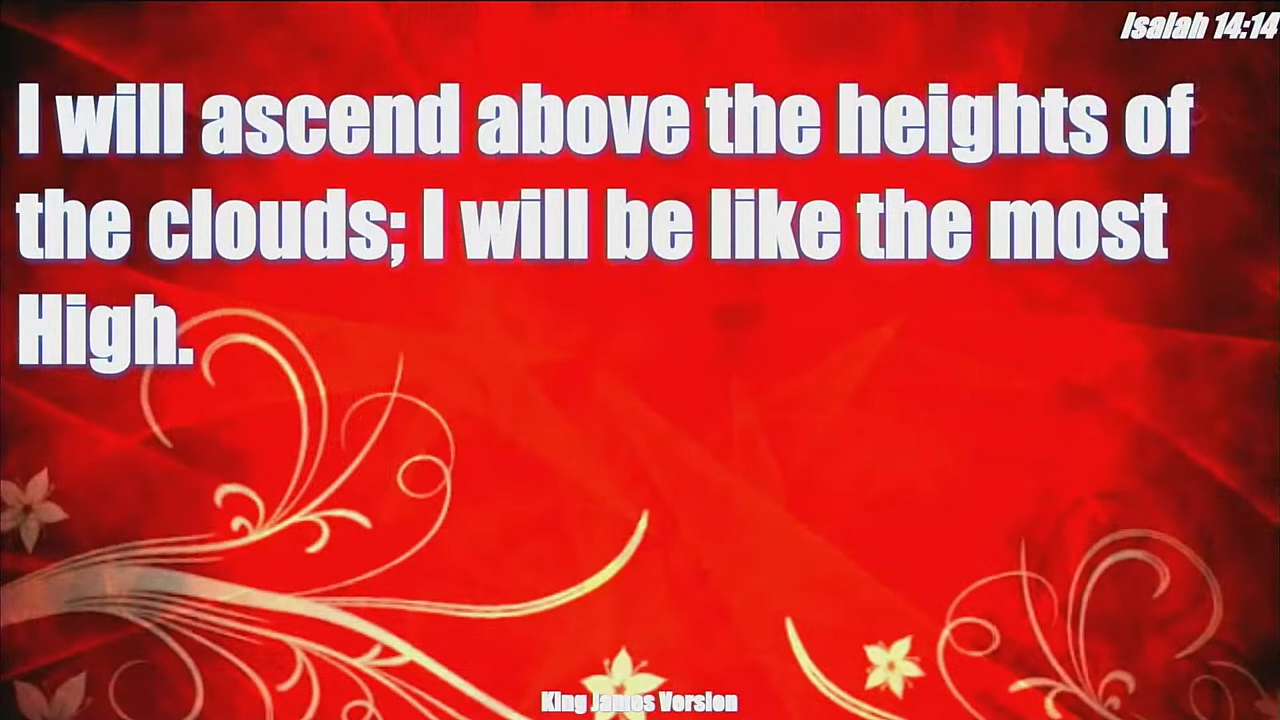 Isaiah 14:14
I will ascend above the heights of
the clouds; I will be like the most
High.
King James Version